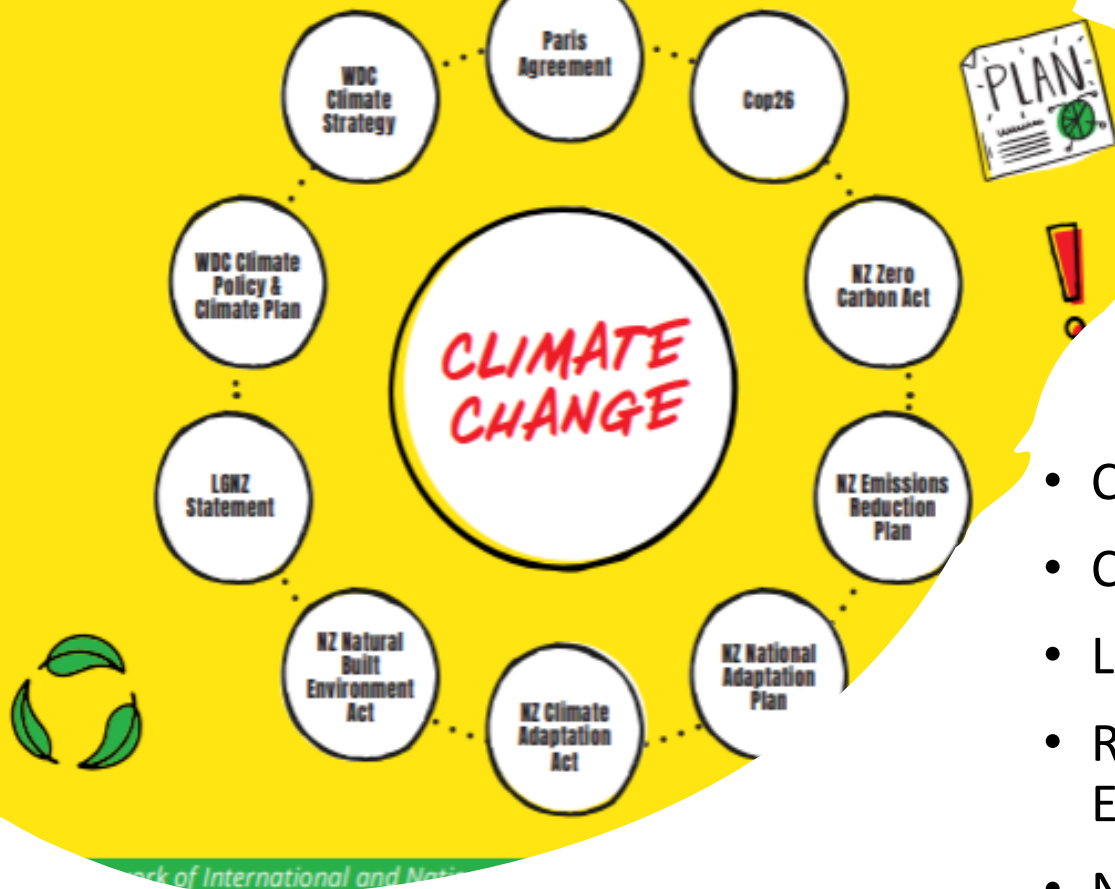 Paris
Agreement
Cop26
NZ Zero
Carbon Act
NZ Emissions
Reduction
Plan
NZ National
Adaptation
Plan
NZ Climate
Adaptation
Act
NZ Natural
Built
Environment
Act
LGNZ
Statement
WDC Climate
Policy &
Climate Plan
WDC
Climate
Strategy
CLIMATE
CHANGE
PLAN
of International and